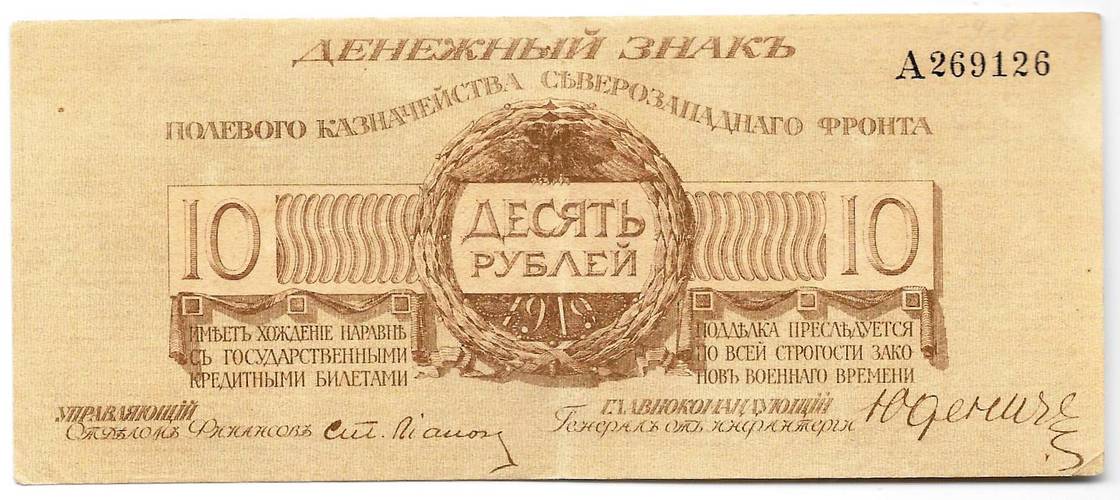 ДЕНЕЖНЫЙ ЗНАКЪ
А269126
ПОЛЕВОГО КАЗНАЧЕЙСТВА СѢВЕРОЗАПАДНАГО ФРОНТА
10
ДЕСЯТЬ
РУБЛЕЙ
10
1919
ИМѢЕТЪ ХОЖДЕНІЕ НАРАВНѢ
СЪ ГОСУДАРСТВЕННЫМИ
КРЕДИТНЫМИ БИЛЕТАМИ
ПОДДѢЛКА ПРЕСЛѢДУЕТСЯ
ПО ВСЕЙ СТРОГОСТИ ЗАКО
НОВЪ ВОЕННАГО ВРЕМЕНИ
УПРАВЛЯЮЩІЙ
Отдѣломъ Финансовъ
ГЛАВНОКОМАНДУЮЩІЙ
Генералъ отъ инфантеріи Юденичъ